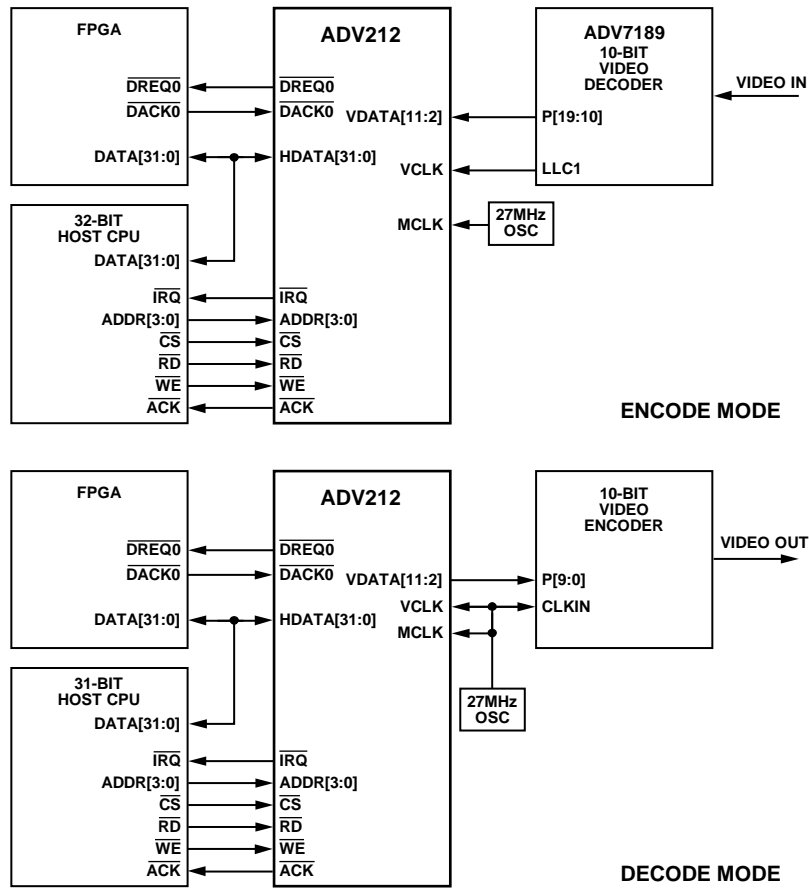 FPGA
DREQ0
DACK0
DATA[31:0]
32-BIT
HOST CPU
DATA[31:0]
IRQ
ADDR[3:0]
CS
RD
WE
ACK
ADV212
DREQ0
DACK0
HDATA[31:0]
VDATA[11:2]
VCLK
MCLK
IRQ
ADDR[3:0]
CS
RD
WE
ACK
ADV7189
10-BIT
VIDEO
DECODER
P[19:10]
LLC1
VIDEO IN
27MHz
OSC
ENCODE MODE
FPGA
DREQ0
DACK0
DATA[31:0]
31-BIT
HOST CPU
DATA[31:0]
IRQ
ADDR[3:0]
CS
RD
WE
ACK
ADV212
DREQ0
DACK0
HDATA[31:0]
VDATA[11:2]
VCLK
MCLK
IRQ
ADDR[3:0]
CS
RD
WE
ACK
10-BIT
VIDEO
ENCODER
P[9:0]
CLKIN
VIDEO OUT
27MHz
OSC
DECODE MODE